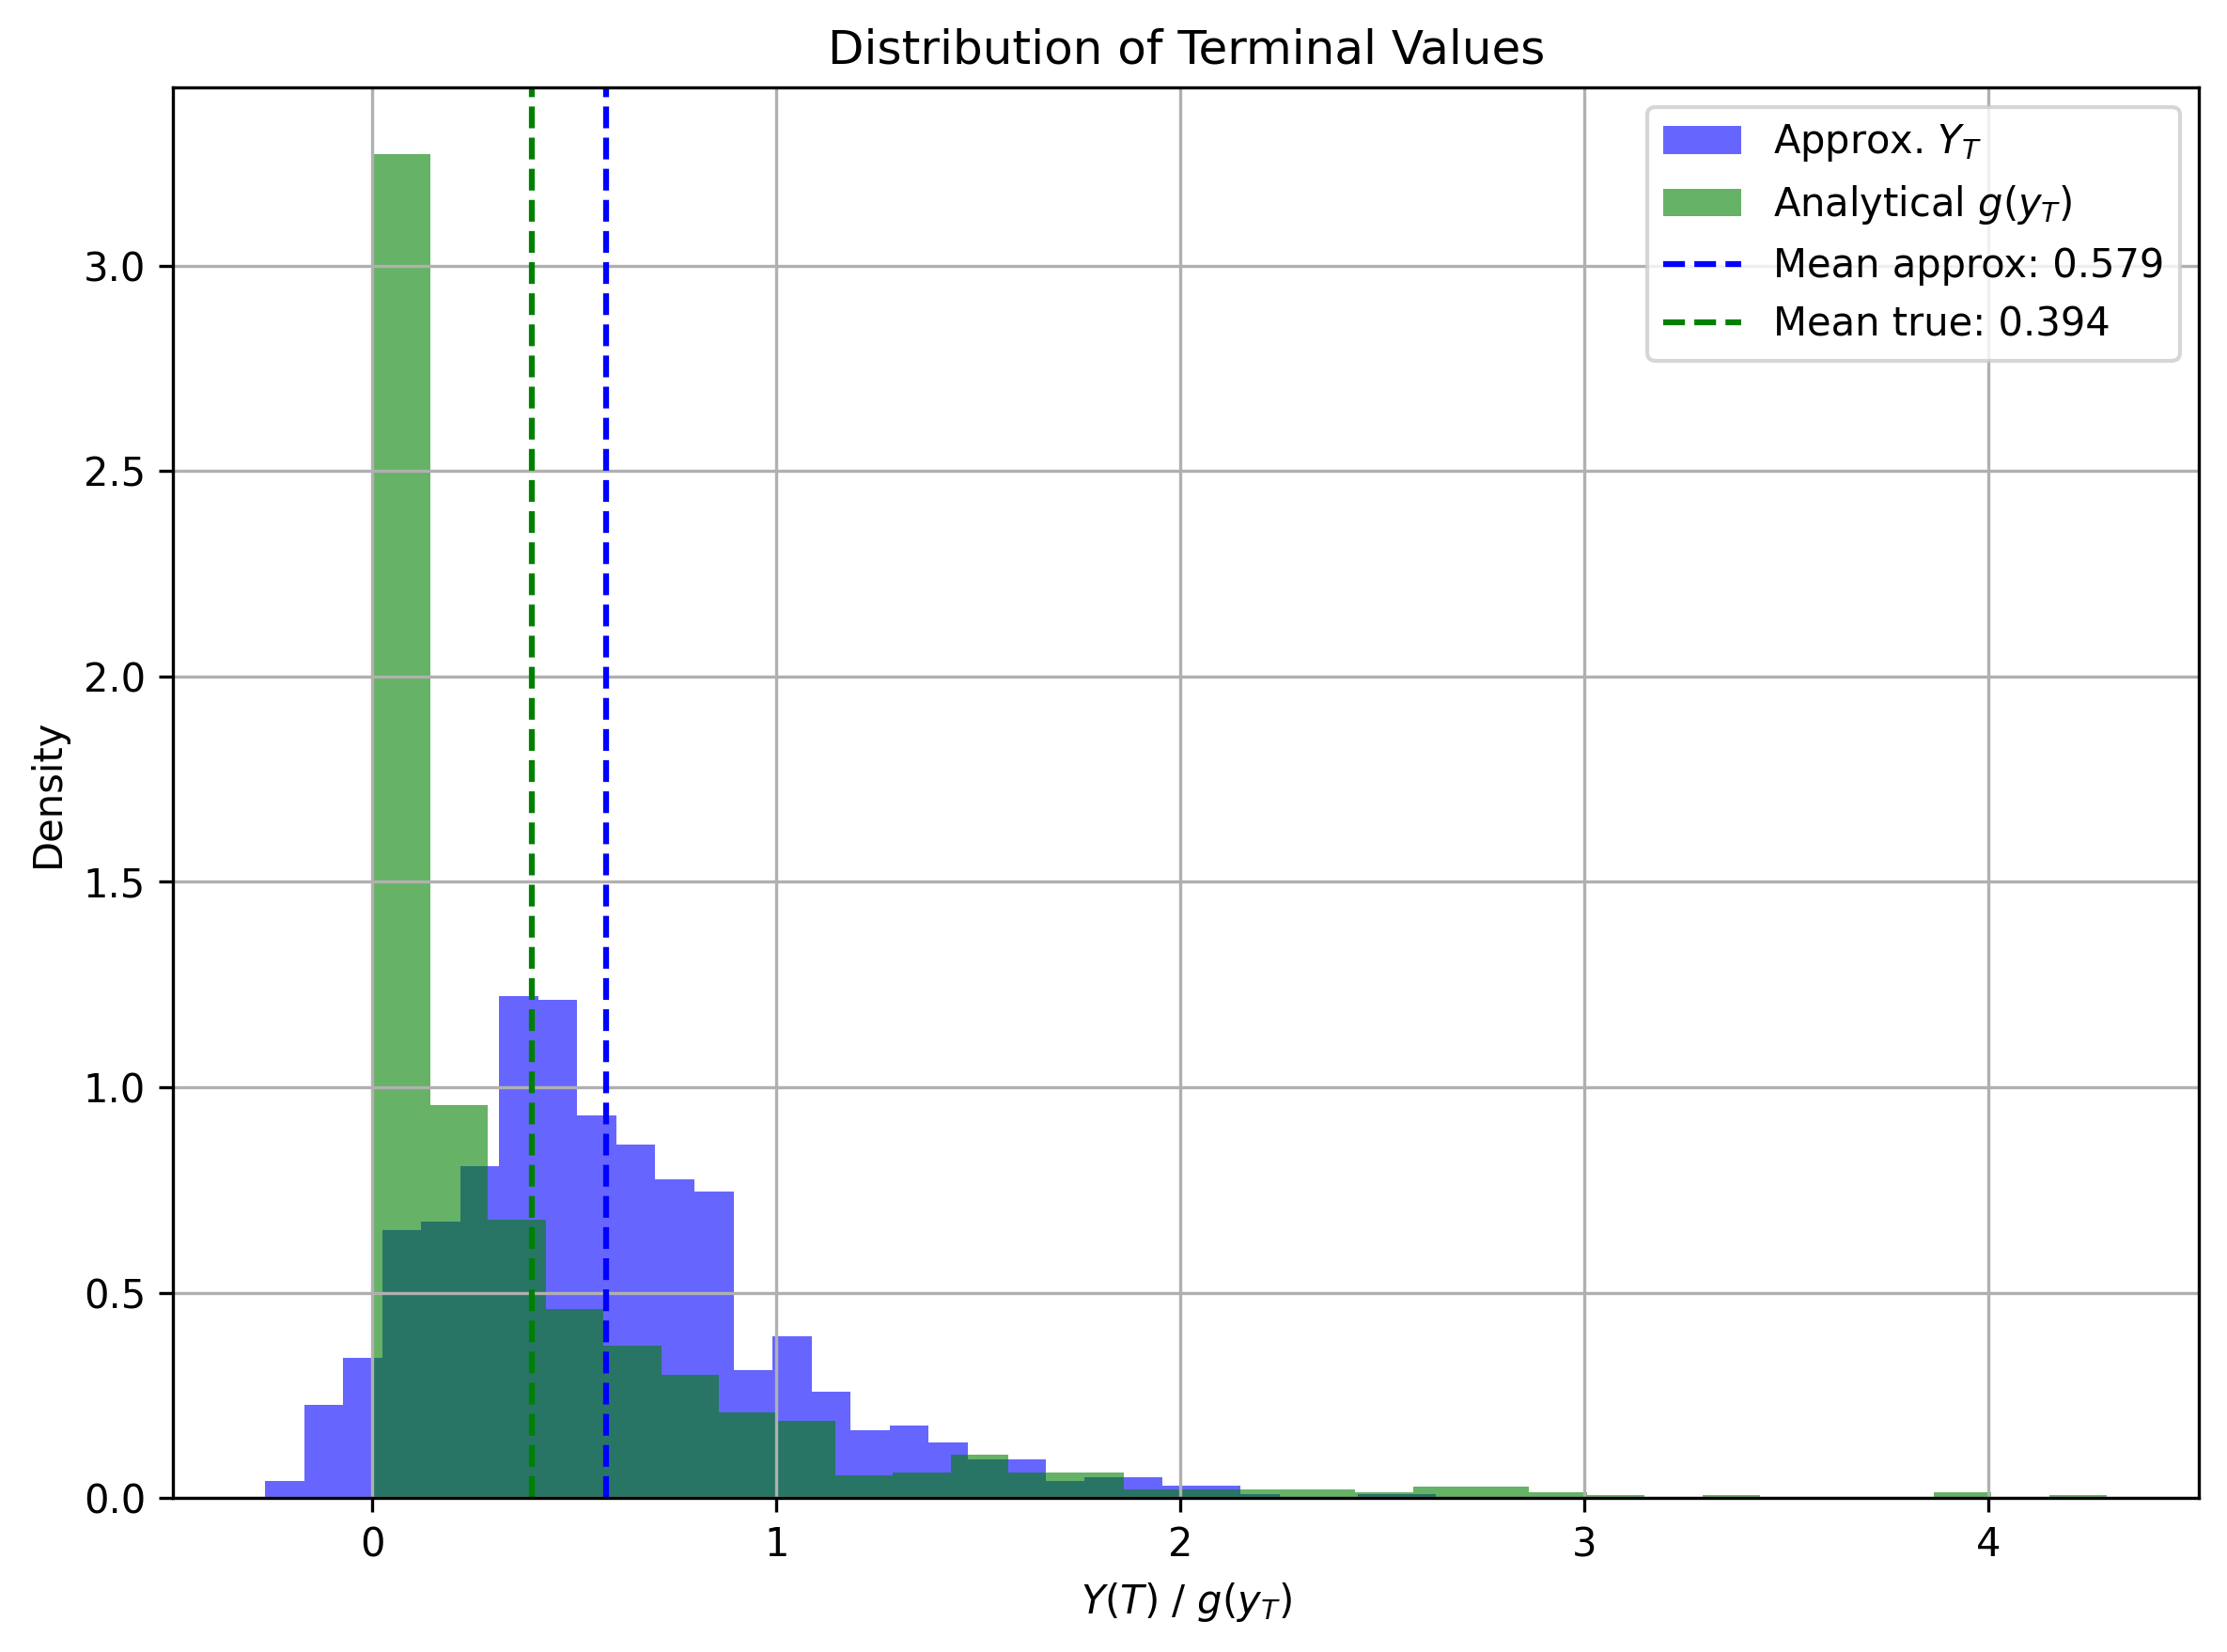 Distribution of Terminal Values
Approx. $Y_T$
Analytical $g(y_T)$
Mean approx: 0.579
Mean true: 0.394
3.0
2.5
2.0
1.5
1.0
0.5
0.0
Density
0 1 2 3 4
$Y(T)$ / $g(y_T)$